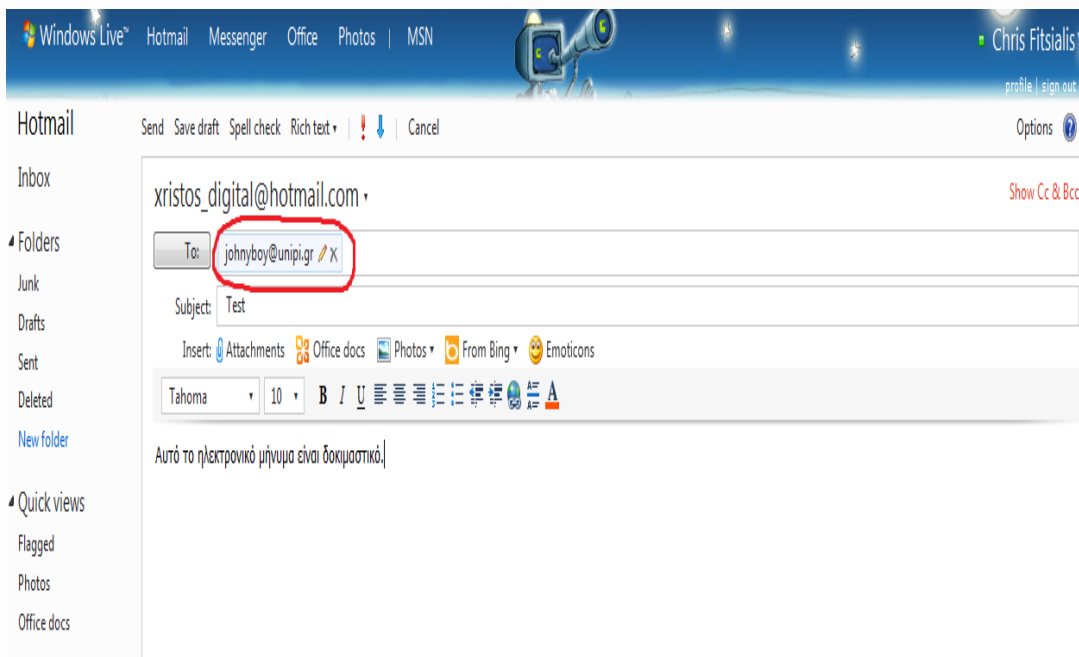 Windows Live™ Hotmail Messenger Office Photos | MSN
Chris Fitsialis
profile | sign out
Hotmail
Send Save draft Spell check Rich text Cancel
Options
Inbox
xristos_digital@hotmail.com
Show Cc & Bcc
Folders
To: johnyboy@unipi.gr
Junk
Subject: Test
Drafts
Insert: Attachments Office docs Photos From Bing Emoticons
Sent
Deleted
Tahoma 10 B I U A
New folder
Αυτό το ηλεκτρονικό μήνυμα είναι δοκιμαστικό.
Quick views
Flagged
Photos
Office docs